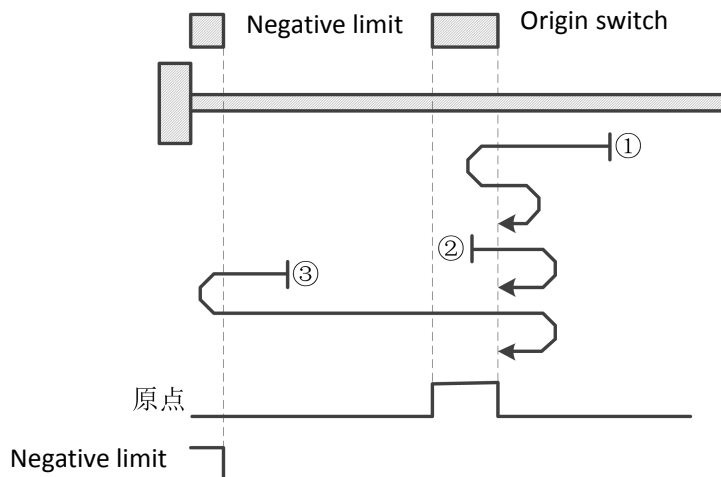 Negative limit
Origin switch
①
②
③
原点
Negative limit